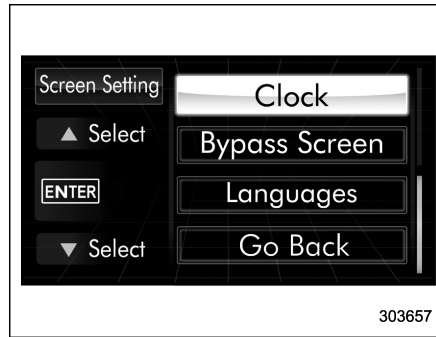 Screen Setting
Clock
▲ Select
Bypass Screen
ENTER
Languages
▼ Select
Go Back
303657